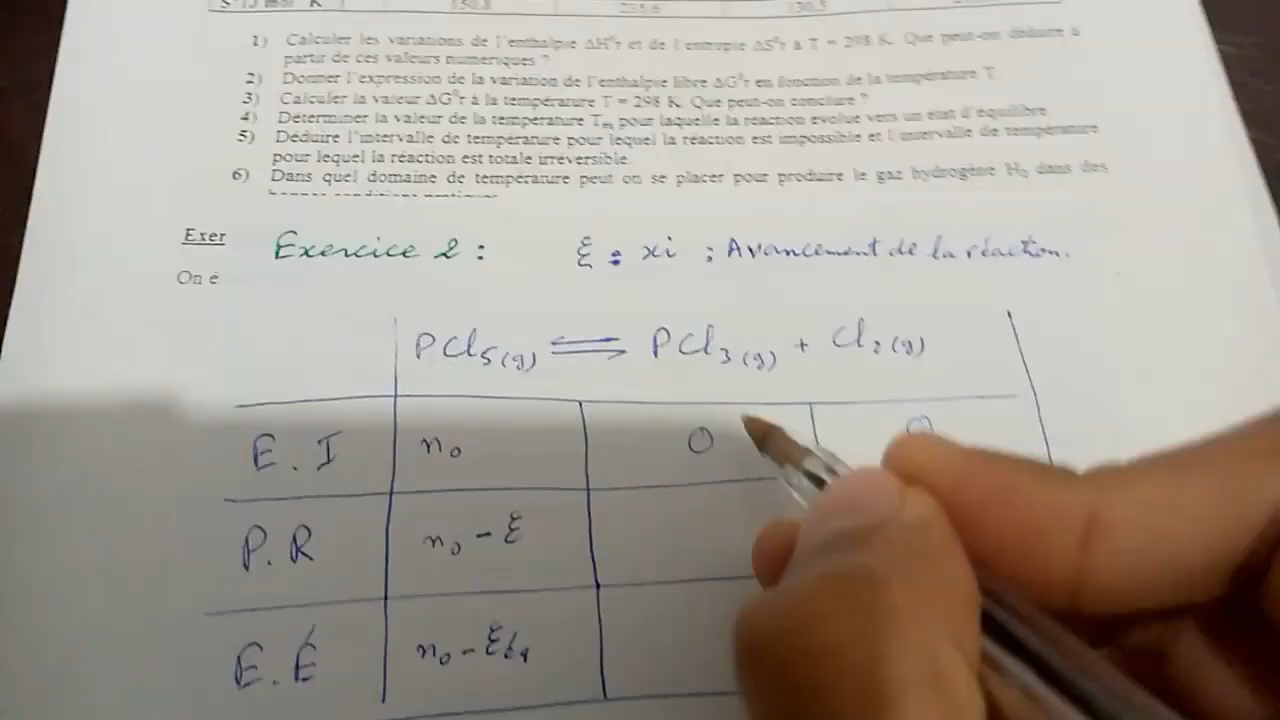 S° (J mol⁻¹ K⁻¹) 130.5
1) Calculer les variations de l'enthalpie ΔH°r et de l'entropie ΔS°r à T = 298 K. Que peut-on déduire à
partir de ces valeurs numériques ?
2) Donner l'expression de la variation de l'enthalpie libre ΔG°r en fonction de la température T.
3) Calculer la valeur ΔG°r à la température T = 298 K. Que peut-on conclure ?
4) Déterminer la valeur de la température Tₘ pour laquelle la réaction évolue vers un état d'équilibre.
5) Déduire l'intervalle de température pour lequel la réaction est impossible et l'intervalle de température
pour lequel la réaction est totale irréversible.
6) Dans quel domaine de température peut on se placer pour produire le gaz hydrogène H₂ dans des
Exer
Exercice 2 : ξ : xi ; Avancement de la réaction.
On é
PCl₅(g) ⇌ PCl₃(g) + Cl₂(g)
E.I n₀ 0 0
P.R n₀ - ξ
E.É n₀ - ξéq